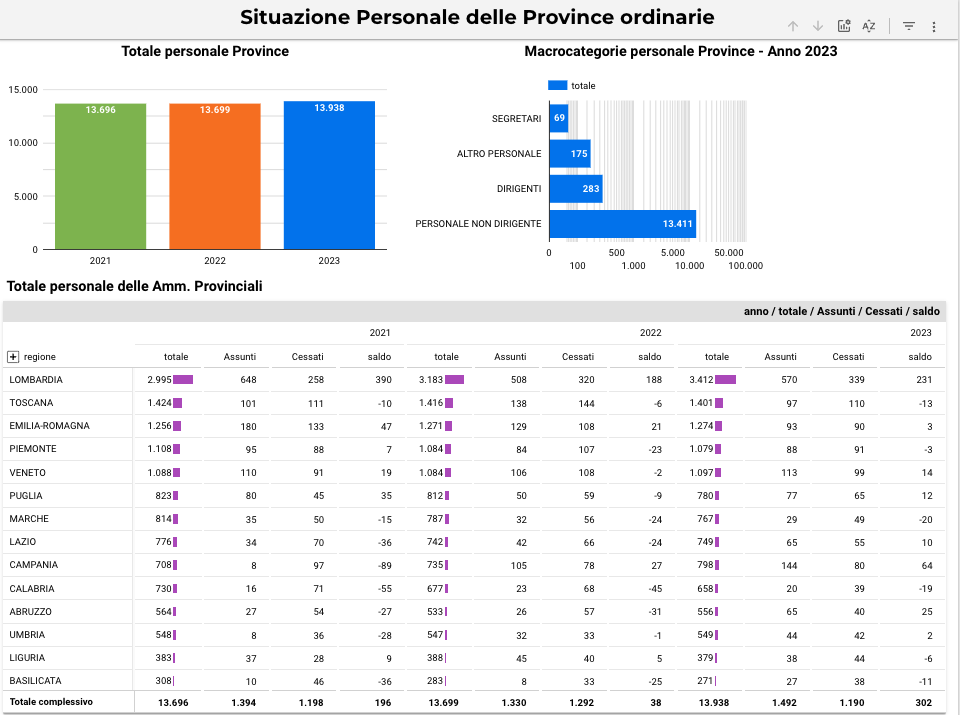 Situazione Personale delle Province ordinarie
Totale personale Province
15.000
10.000
5.000
0
13.696
13.699
13.938
2021
2022
2023
Macrocategorie personale Province - Anno 2023
totale
SEGRETARI 69
ALTRO PERSONALE 175
DIRIGENTI 283
PERSONALE NON DIRIGENTE 13.411
0 500 5.000 50.000
100 1.000 10.000 100.000
Totale personale delle Amm. Provinciali
anno / totale / Assunti / Cessati / saldo
2021 2022 2023
regione totale Assunti Cessati saldo totale Assunti Cessati saldo totale Assunti Cessati saldo
LOMBARDIA 2.995 648 258 390 3.183 508 320 188 3.412 570 339 231
TOSCANA 1.424 101 111 -10 1.416 138 144 -6 1.401 97 110 -13
EMILIA-ROMAGNA 1.256 180 133 47 1.271 129 108 21 1.274 93 90 3
PIEMONTE 1.108 95 88 7 1.084 84 107 -23 1.079 88 91 -3
VENETO 1.088 110 91 19 1.084 106 108 -2 1.097 113 99 14
PUGLIA 823 80 45 35 812 50 59 -9 780 77 65 12
MARCHE 814 35 50 -15 787 32 56 -24 767 29 49 -20
LAZIO 776 34 70 -36 742 42 66 -24 749 65 55 10
CAMPANIA 708 8 97 -89 735 105 78 27 798 144 80 64
CALABRIA 730 16 71 -55 677 23 68 -45 658 20 39 -19
ABRUZZO 564 27 54 -27 533 26 57 -31 556 65 40 25
UMBRIA 548 8 36 -28 547 32 33 -1 549 44 42 2
LIGURIA 383 37 28 9 388 45 40 5 379 38 44 -6
BASILICATA 308 10 46 -36 283 8 33 -25 271 27 38 -11
Totale complessivo 13.696 1.394 1.198 196 13.699 1.330 1.292 38 13.938 1.492 1.190 302